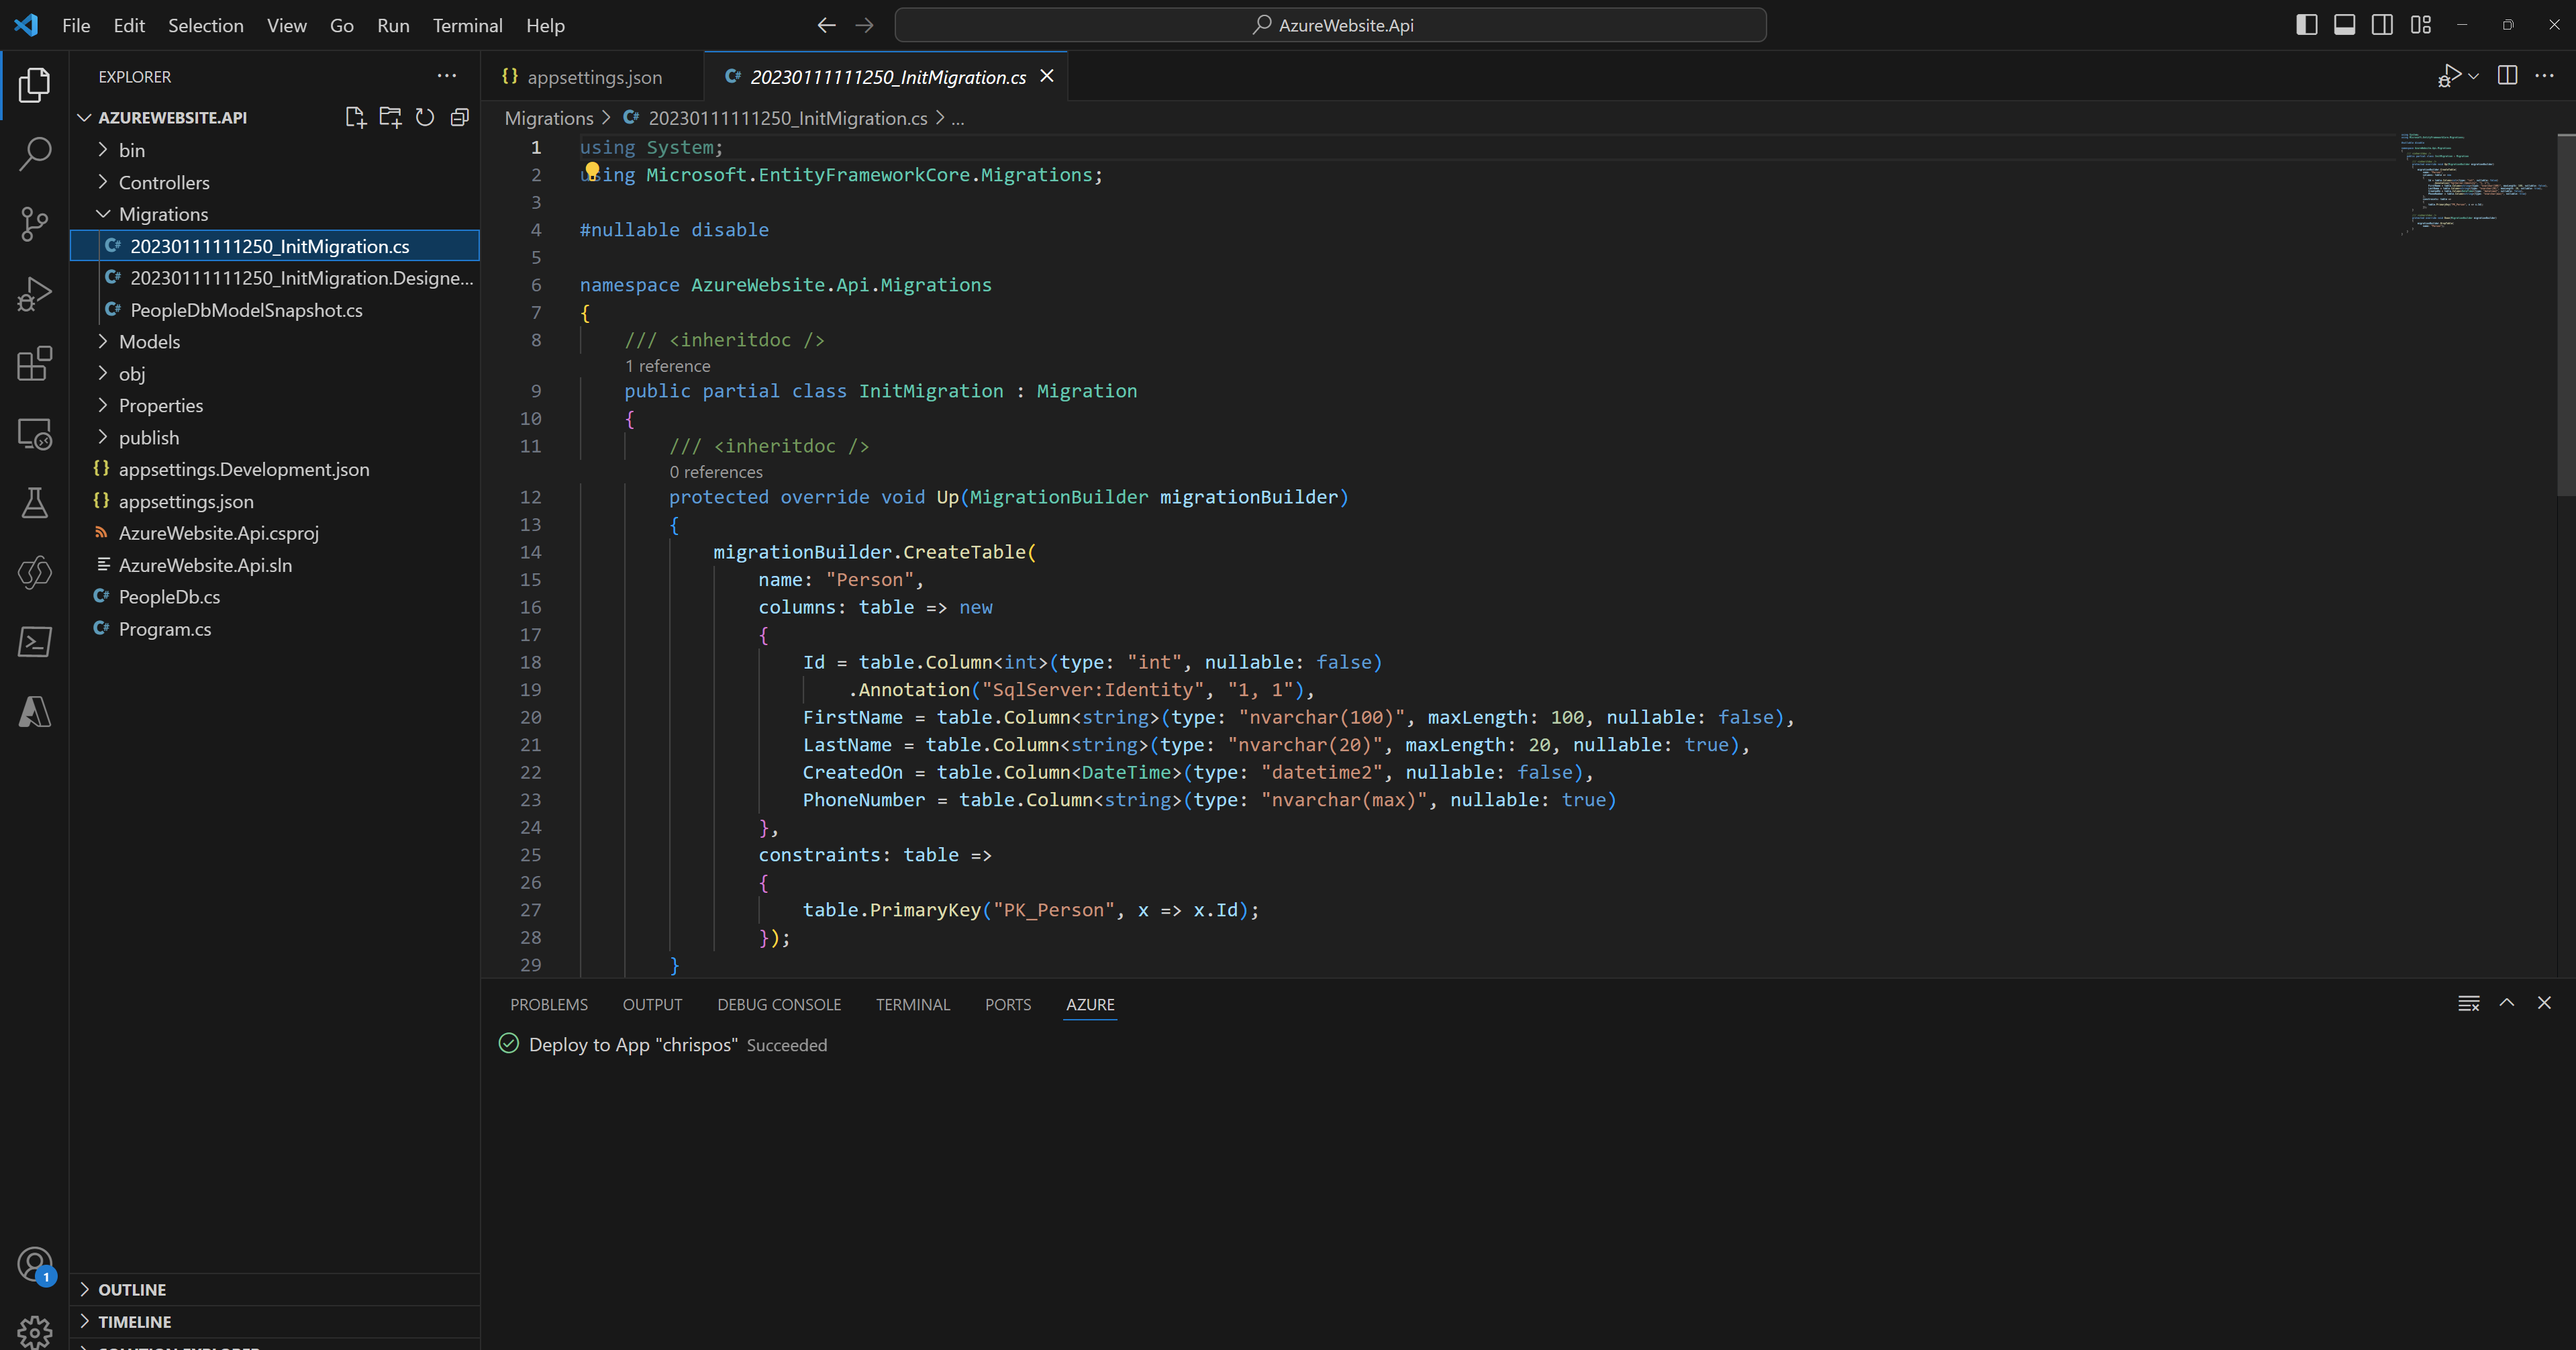 File Edit Selection View Go Run Terminal Help
AzureWebsite.Api
EXPLORER
AZUREWEBSITE.API
bin
Controllers
Migrations
20230111111250_InitMigration.cs
20230111111250_InitMigration.Designe...
PeopleDbModelSnapshot.cs
Models
obj
Properties
publish
appsettings.Development.json
appsettings.json
AzureWebsite.Api.csproj
AzureWebsite.Api.sln
PeopleDb.cs
Program.cs
1
OUTLINE
TIMELINE
appsettings.json
20230111111250_InitMigration.cs
Migrations > 20230111111250_InitMigration.cs > ...
1 using System;
2 using Microsoft.EntityFrameworkCore.Migrations;
3
4 #nullable disable
5
6 namespace AzureWebsite.Api.Migrations
7 {
8 /// <inheritdoc />
1 reference
9 public partial class InitMigration : Migration
10 {
11 /// <inheritdoc />
0 references
12 protected override void Up(MigrationBuilder migrationBuilder)
13 {
14 migrationBuilder.CreateTable(
15 name: "Person",
16 columns: table => new
17 {
18 Id = table.Column<int>(type: "int", nullable: false)
19 .Annotation("SqlServer:Identity", "1, 1"),
20 FirstName = table.Column<string>(type: "nvarchar(100)", maxLength: 100, nullable: false),
21 LastName = table.Column<string>(type: "nvarchar(20)", maxLength: 20, nullable: true),
22 CreatedOn = table.Column<DateTime>(type: "datetime2", nullable: false),
23 PhoneNumber = table.Column<string>(type: "nvarchar(max)", nullable: true)
24 },
25 constraints: table =>
26 {
27 table.PrimaryKey("PK_Person", x => x.Id);
28 });
29 }
PROBLEMS OUTPUT DEBUG CONSOLE TERMINAL PORTS AZURE
Deploy to App "chrispos" Succeeded